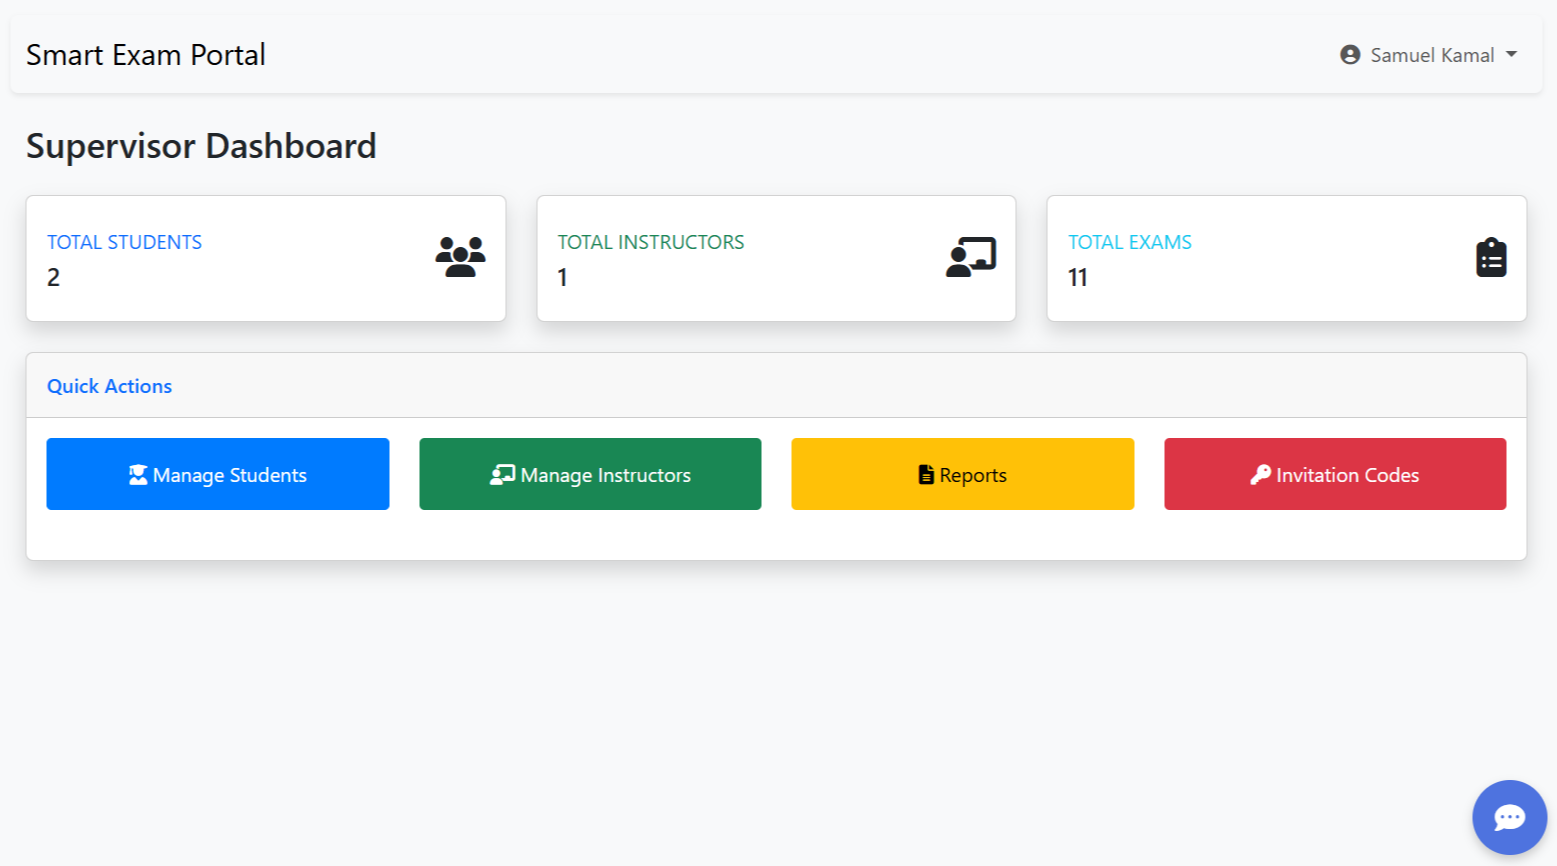 Smart Exam Portal
Samuel Kamal
Supervisor Dashboard
TOTAL STUDENTS
2
TOTAL INSTRUCTORS
1
TOTAL EXAMS
11
Quick Actions
Manage Students
Manage Instructors
Reports
Invitation Codes